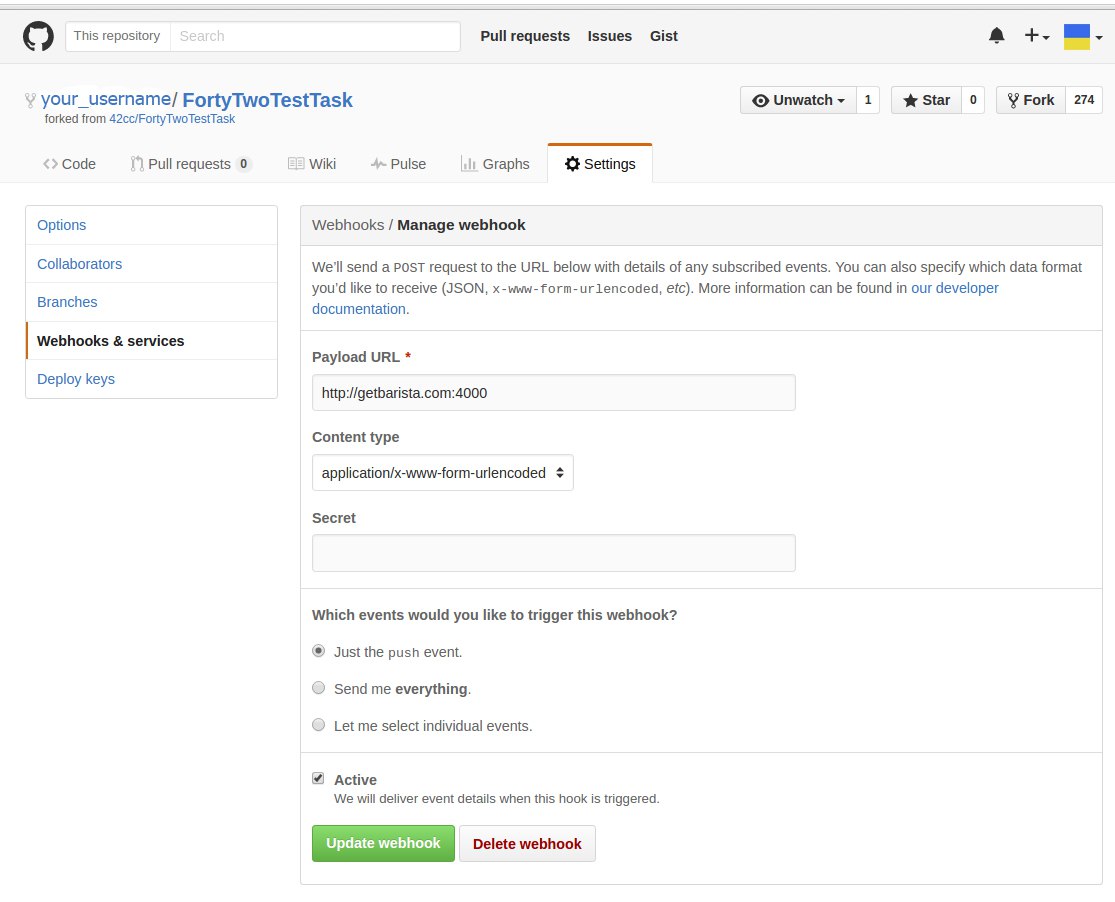 This repository Search Pull requests Issues Gist
your_username/ FortyTwoTestTask Unwatch 1 Star 0 Fork 274
forked from 42cc/FortyTwoTestTask
Code Pull requests 0 Wiki Pulse Graphs Settings
Options
Collaborators
Branches
Webhooks & services
Deploy keys
Webhooks / Manage webhook
We'll send a POST request to the URL below with details of any subscribed events. You can also specify which data format
you'd like to receive (JSON, x-www-form-urlencoded, etc). More information can be found in our developer
documentation.
Payload URL *
http://getbarista.com:4000
Content type
application/x-www-form-urlencoded
Secret
Which events would you like to trigger this webhook?
Just the push event.
Send me everything.
Let me select individual events.
Active
We will deliver event details when this hook is triggered.
Update webhook Delete webhook